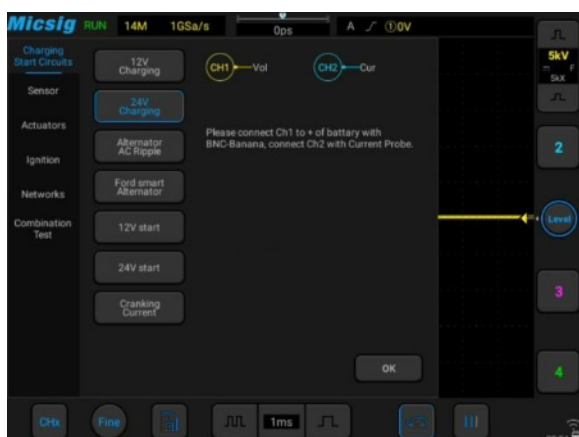 Micsig RUN 14M 1GSa/s 0ps A ①0V
Charging
Start Circuits
Sensor
Actuators
Ignition
Networks
Combination
Test
12V
Charging
24V
Charging
Alternator
AC Ripple
Ford smart
Alternator
12V start
24V start
Cranking
Current
CH1 Vol CH2 Cur
Please connect Ch1 to + of battary with
BNC-Banana, connect Ch2 with Current Probe.
OK
5kV
F
5kX
2
Level
3
4
CHx Fine 1ms